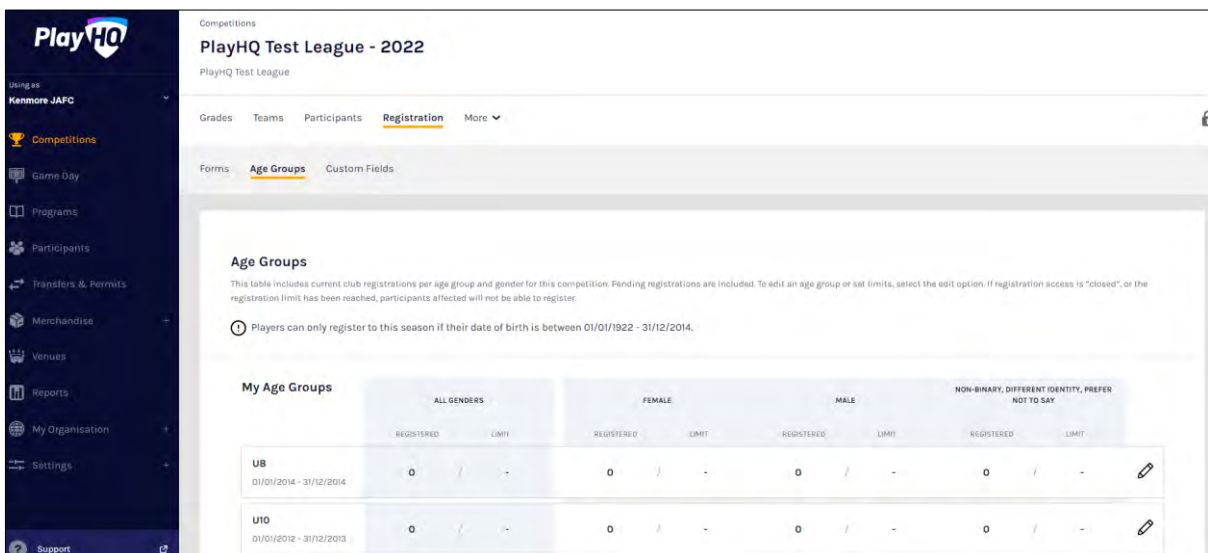 PlayHQ
Using as
Kenmore JAFC
Competitions
Game Day
Programs
Participants
Transfers & Permits
Merchandise +
Venues
Reports
My Organisation +
Settings +
Support
Competitions
PlayHQ Test League - 2022
PlayHQ Test League
Grades Teams Participants Registration More
Forms Age Groups Custom Fields
Age Groups
This table includes current club registrations per age group and gender for this competition. Pending registrations are included. To edit an age group or set limits, select the edit option. If registration access is "closed", or the
registration limit has been reached, participants affected will not be able to register.
Players can only register to this season if their date of birth is between 01/01/1922 - 31/12/2014.
My Age Groups
ALL GENDERS FEMALE MALE NON-BINARY, DIFFERENT IDENTITY, PREFER
NOT TO SAY
REGISTERED LIMIT REGISTERED LIMIT REGISTERED LIMIT REGISTERED LIMIT
U8
0 / - 0 / - 0 / - 0 / -
01/01/2014 - 31/12/2014
U10
0 / - 0 / - 0 / - 0 / -
01/01/2012 - 31/12/2013